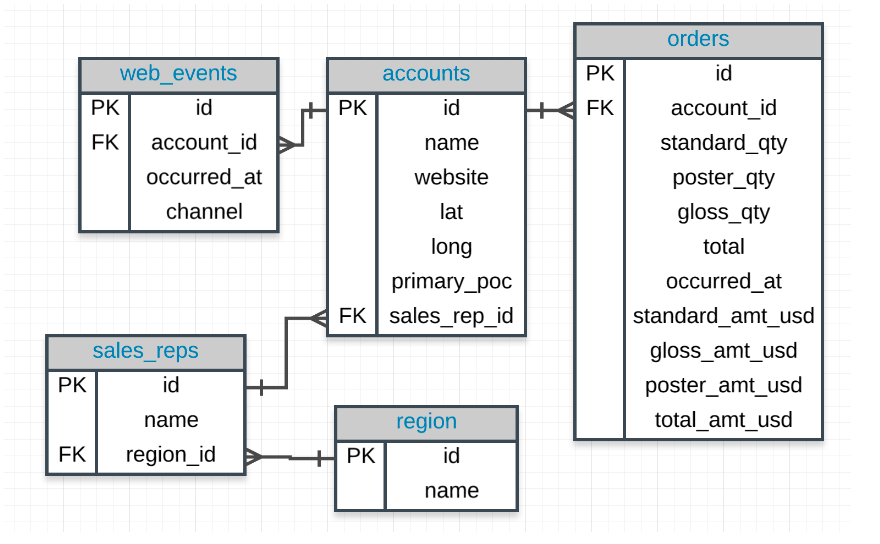 web_events
PK id
FK account_id
occurred_at
channel
accounts
PK id
name
website
lat
long
primary_poc
FK sales_rep_id
orders
PK id
FK account_id
standard_qty
poster_qty
gloss_qty
total
occurred_at
standard_amt_usd
gloss_amt_usd
poster_amt_usd
total_amt_usd
sales_reps
PK id
name
FK region_id
region
PK id
name